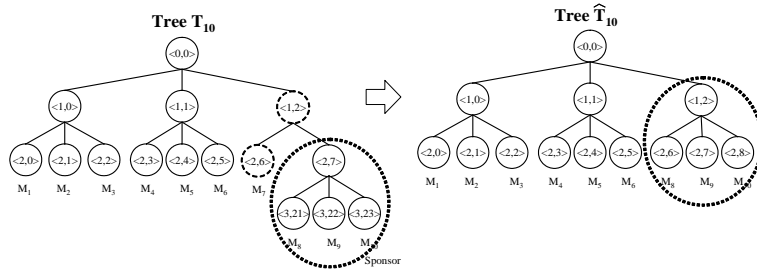 Tree T10
Tree T̂10
<0,0>
<0,0>
<1,0>
<1,1>
<1,2>
<1,0>
<1,1>
<1,2>
<2,0>
<2,1>
<2,2>
<2,3>
<2,4>
<2,5>
<2,6>
<2,7>
<2,0>
<2,1>
<2,2>
<2,3>
<2,4>
<2,5>
<2,6>
<2,7>
<2,8>
M1
M2
M3
M4
M5
M6
M7
M1
M2
M3
M4
M5
M6
M8
M9
M10
<3,21>
<3,22>
<3,23>
M8
M9
M10
Sponsor